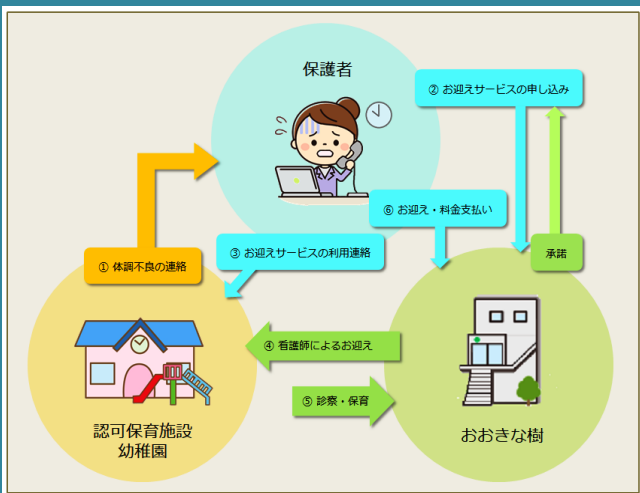 保護者
② お迎えサービスの申し込み
⑥ お迎え・料金支払い
③ お迎えサービスの利用連絡
承諾
① 体調不良の連絡
④ 看護師によるお迎え
⑤ 診察・保育
認可保育施設
幼稚園
おおきな樹